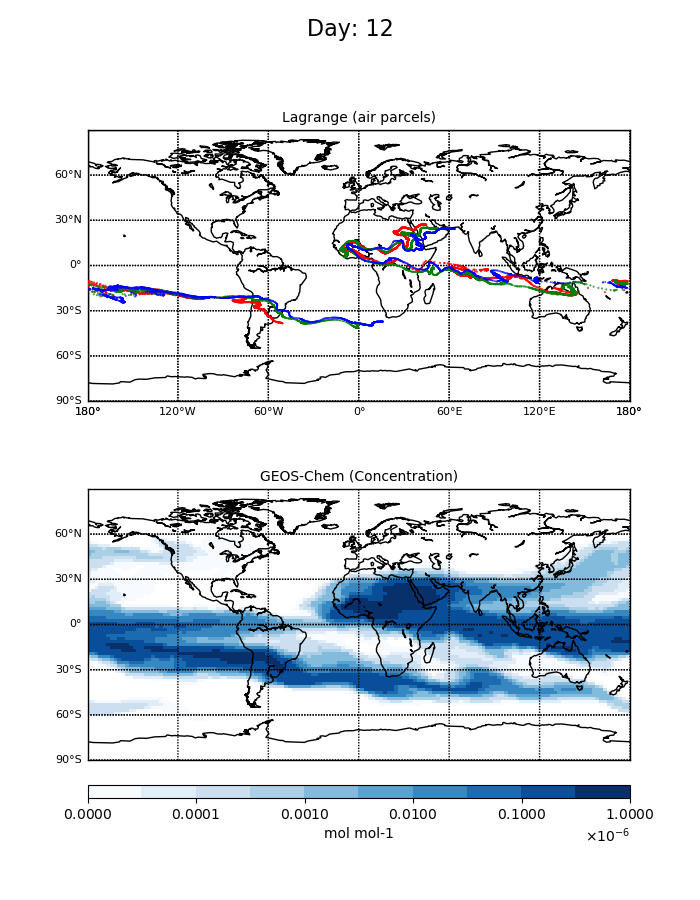 Day: 12
Lagrange (air parcels)
60°N
30°N
0°
30°S
60°S
90°S
180° 120°W 60°W 0° 60°E 120°E 180°
GEOS-Chem (Concentration)
60°N
30°N
0°
30°S
60°S
90°S
0.0000 0.0001 0.0010 0.0100 0.1000 1.0000
mol mol-1 ×10⁻⁶